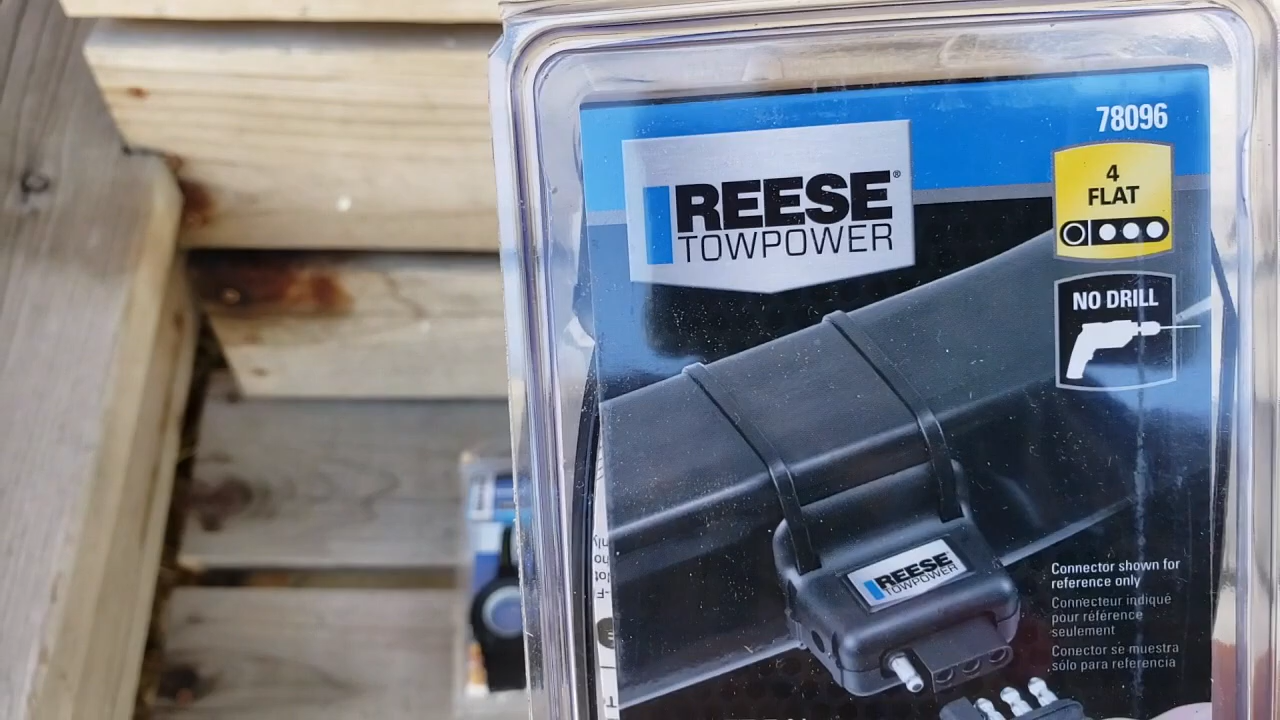 78096
REESE®
TOWPOWER
4
FLAT
NO DRILL
REESE
TOWPOWER
Connector shown for
reference only
Connecteur indiqué
pour référence
seulement
Conector se muestra
sólo para referencia